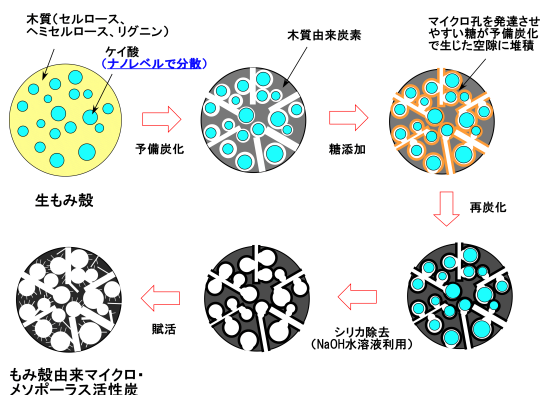 木質（セルロース、
ヘミセルロース、リグニン）
ケイ酸
（ナノレベルで分散）
生もみ殻
予備炭化
木質由来炭素
糖添加
マイクロ孔を発達させ
やすい糖が予備炭化
で生じた空隙に堆積
再炭化
シリカ除去
（NaOH水溶液利用）
賦活
もみ殻由来マイクロ・
メソポーラス活性炭